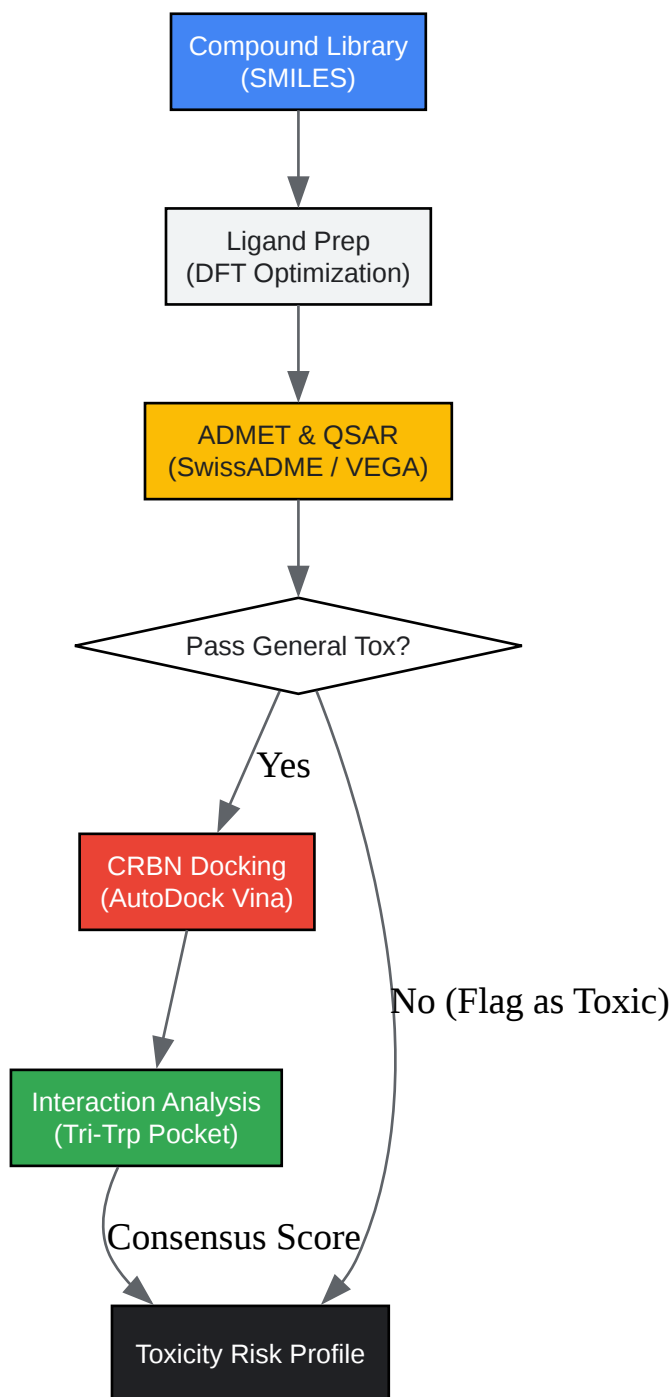 Compound Library
(SMILES)
Ligand Prep
(DFT Optimization)
ADMET & QSAR
(SwissADME / VEGA)
Pass General Tox?
Yes
CRBN Docking
(AutoDock Vina)
No (Flag as Toxic)
Interaction Analysis
(Tri-Trp Pocket)
Consensus Score
Toxicity Risk Profile